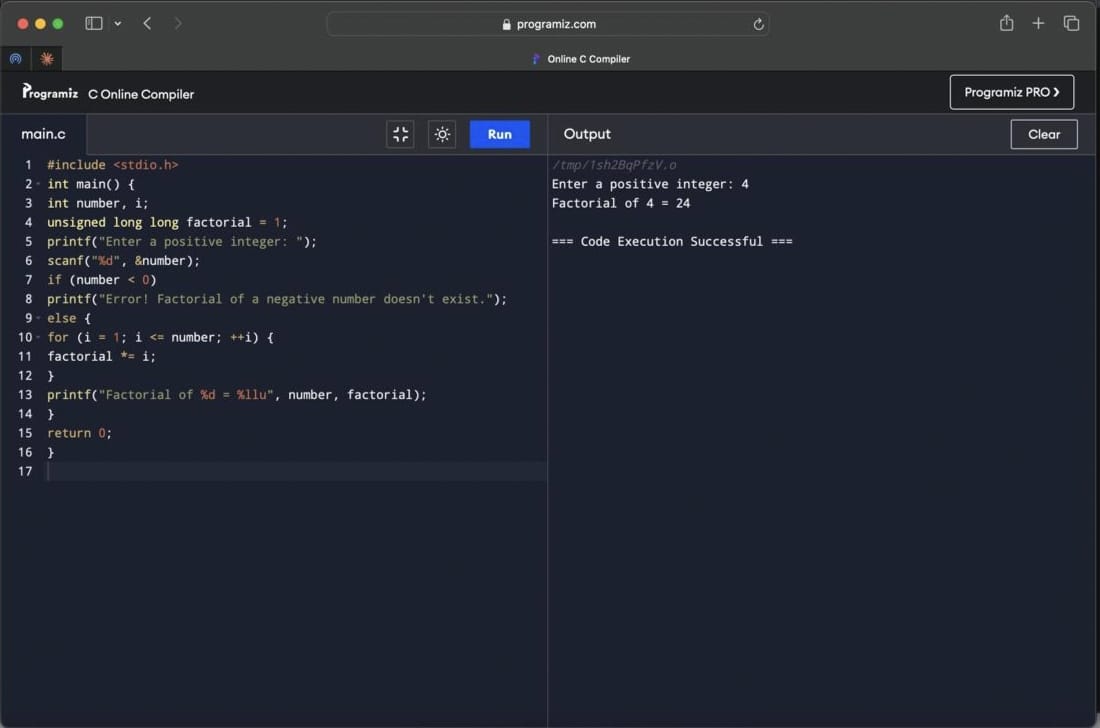 programiz.com
Online C Compiler
Programiz C Online Compiler
Programiz PRO ❯
main.c
Run
Output
Clear
1 #include <stdio.h>
2 int main() {
3 int number, i;
4 unsigned long long factorial = 1;
5 printf("Enter a positive integer: ");
6 scanf("%d", &number);
7 if (number < 0)
8 printf("Error! Factorial of a negative number doesn't exist.");
9 else {
10 for (i = 1; i <= number; ++i) {
11 factorial *= i;
12 }
13 printf("Factorial of %d = %llu", number, factorial);
14 }
15 return 0;
16 }
17
/tmp/1sh2BqPfzV.o
Enter a positive integer: 4
Factorial of 4 = 24
=== Code Execution Successful ===